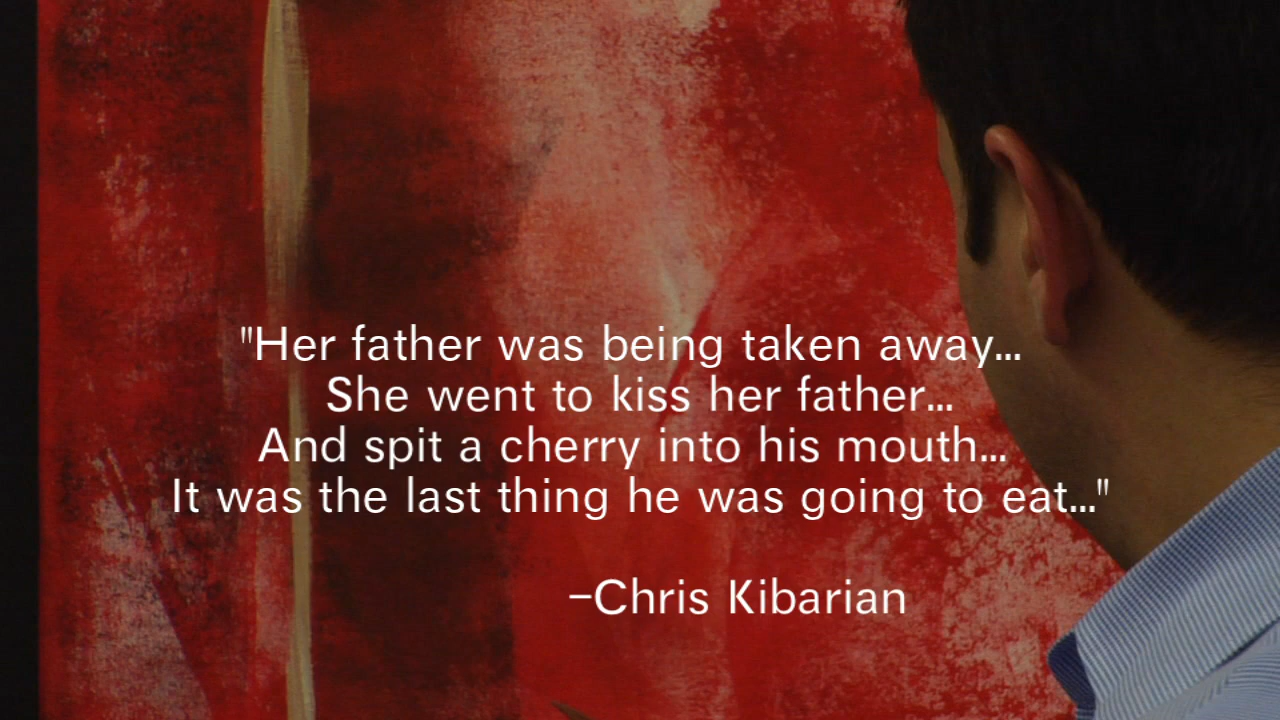 "Her father was being taken away...
She went to kiss her father...
And spit a cherry into his mouth...
It was the last thing he was going to eat..."
-Chris Kibarian